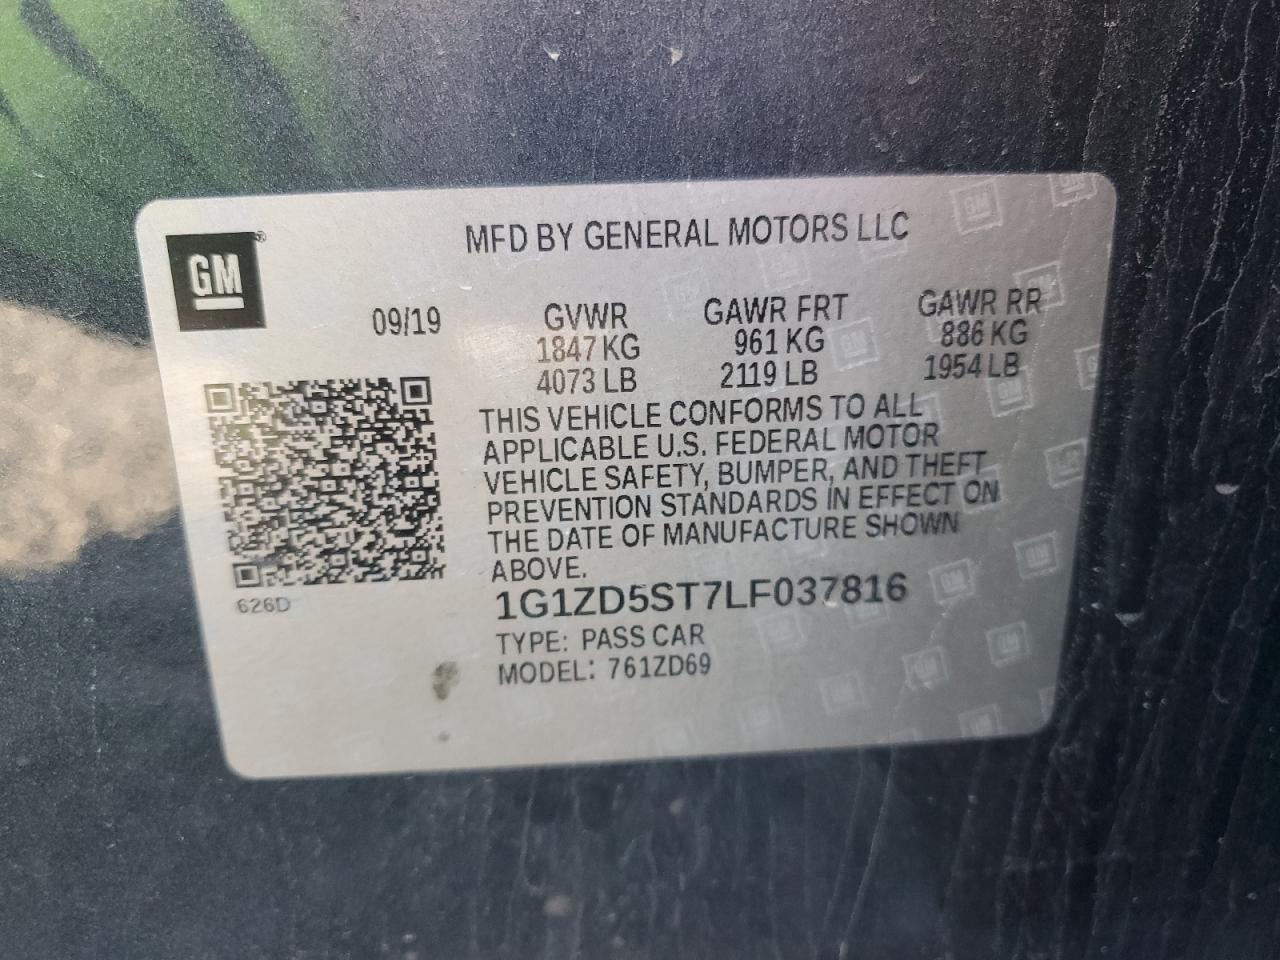 GM
MFD BY GENERAL MOTORS LLC
09/19 GVWR GAWR FRT GAWR RR
1847 KG 961 KG 886 KG
4073 LB 2119 LB 1954 LB
THIS VEHICLE CONFORMS TO ALL
APPLICABLE U.S. FEDERAL MOTOR
VEHICLE SAFETY, BUMPER, AND THEFT
PREVENTION STANDARDS IN EFFECT ON
THE DATE OF MANUFACTURE SHOWN
ABOVE.
626D
1G1ZD5ST7LF037816
TYPE: PASS CAR
MODEL: 761ZD69